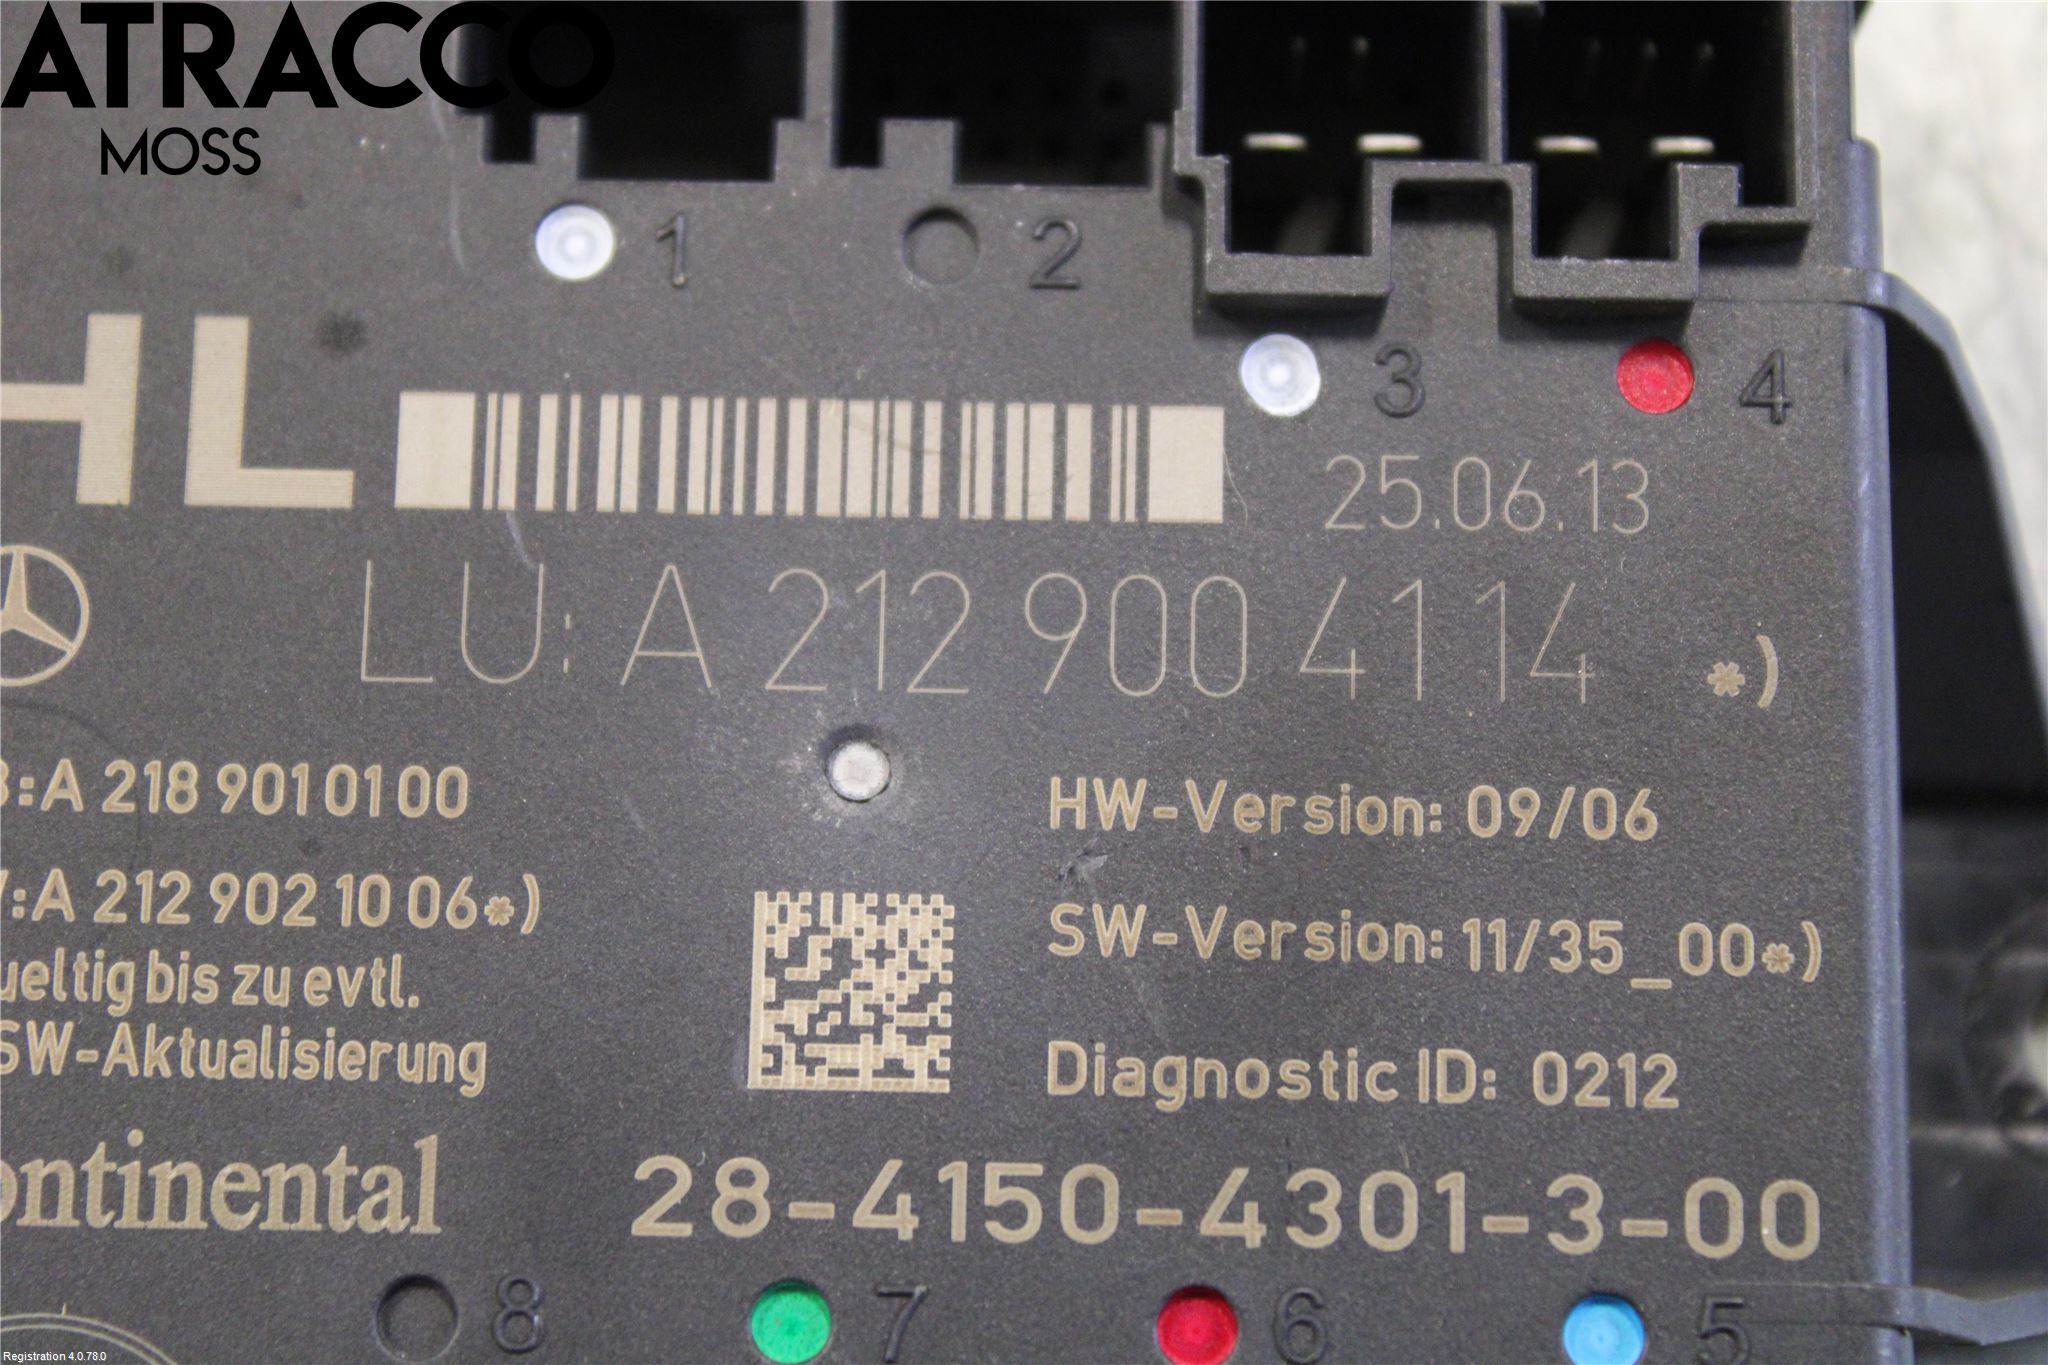 ATRACCO
MOSS
1
2
3
4
HL
25.06.13
LU: A 212 900 41 14 *)
:A 218 901 01 00
HW-Version: 09/06
:A 212 902 10 06*)
SW-Version: 11/35_00*)
ueltig bis zu evtl.
SW-Aktualisierung
Diagnostic ID: 0212
ontinental
28-4150-4301-3-00
8
7
6
5
Registration 4.0.78.0